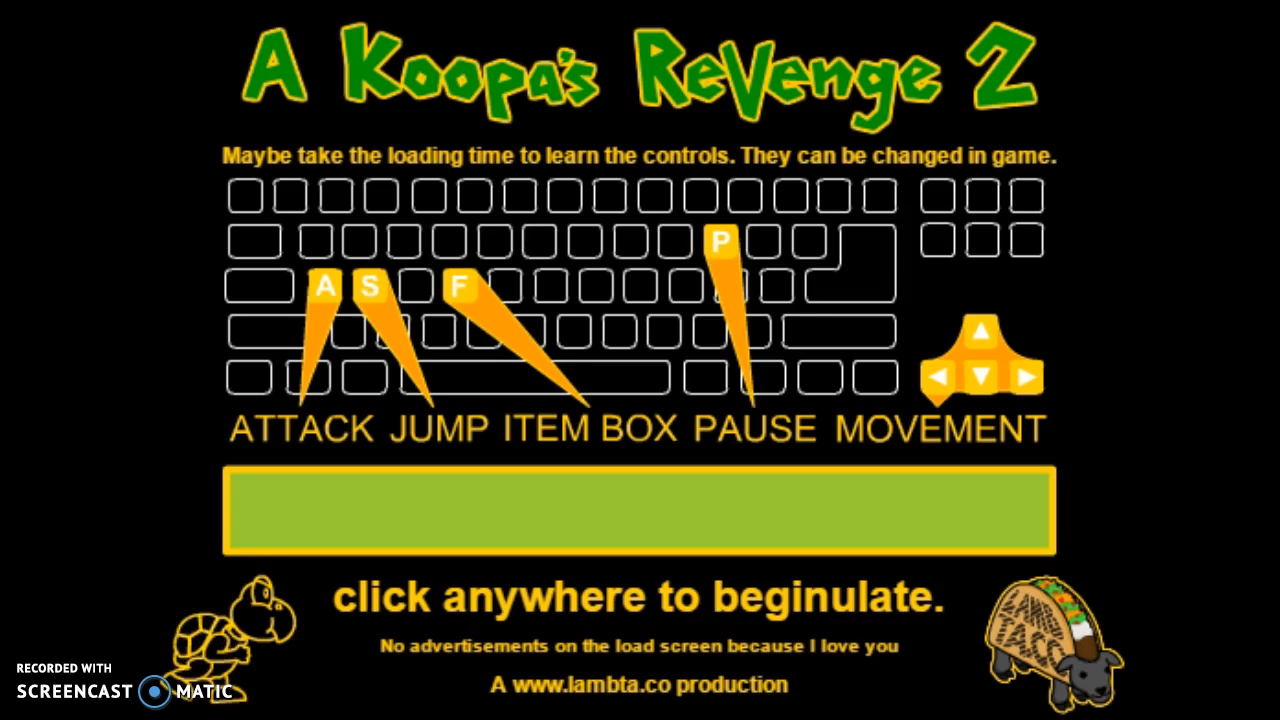 A Koopa's Revenge 2
Maybe take the loading time to learn the controls. They can be changed in game.
P
A S F
ATTACK JUMP ITEM BOX PAUSE MOVEMENT
click anywhere to beginulate.
No advertisements on the load screen because I love you
A www.lambta.co production
LAMBS
TACO
RECORDED WITH
SCREENCAST MATIC